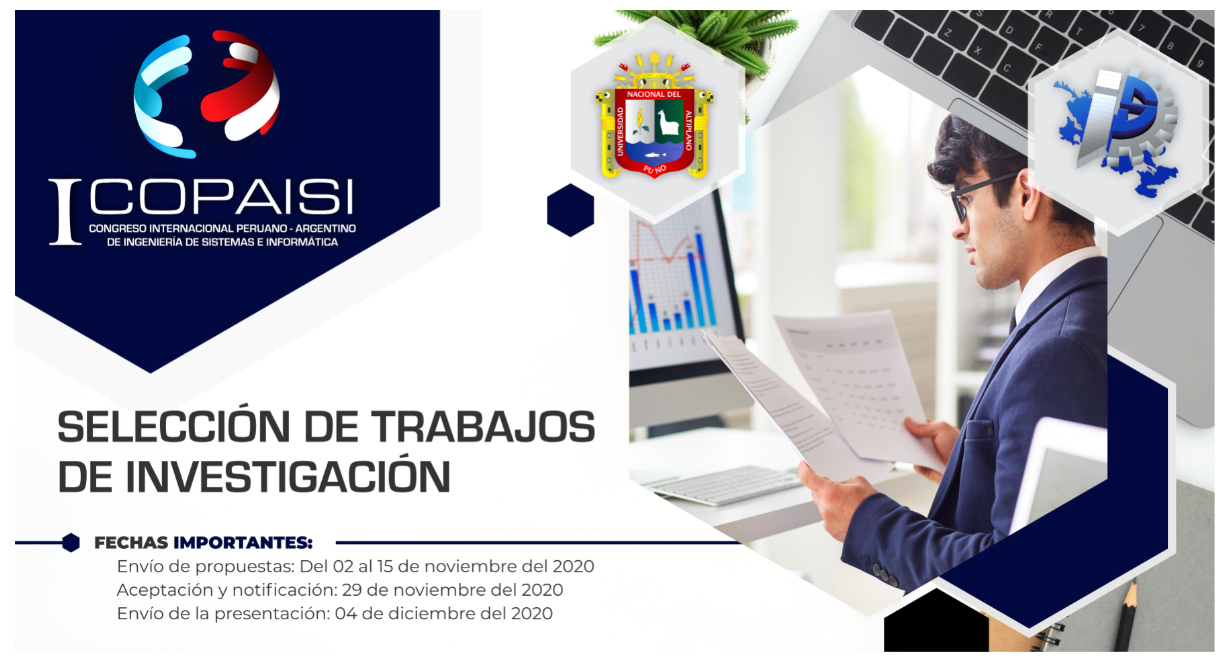 I COPAISI
CONGRESO INTERNACIONAL PERUANO - ARGENTINO
DE INGENIERÍA DE SISTEMAS E INFORMÁTICA
UNIVERSIDAD
NACIONAL DEL
ALTIPLANO
PUNO
SELECCIÓN DE TRABAJOS
DE INVESTIGACIÓN
FECHAS IMPORTANTES:
Envío de propuestas: Del 02 al 15 de noviembre del 2020
Aceptación y notificación: 29 de noviembre del 2020
Envío de la presentación: 04 de diciembre del 2020